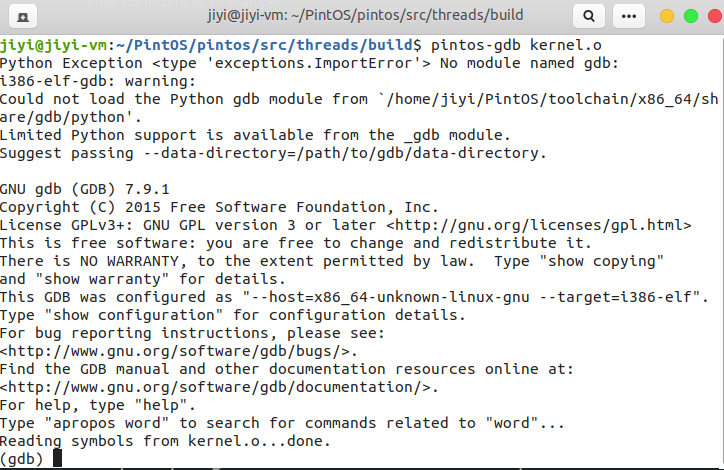 jiyi@jiyi-vm: ~/PintOS/pintos/src/threads/build
jiyi@jiyi-vm:~/PintOS/pintos/src/threads/build$ pintos-gdb kernel.o
Python Exception <type 'exceptions.ImportError'> No module named gdb:
i386-elf-gdb: warning:
Could not load the Python gdb module from `/home/jiyi/PintOS/toolchain/x86_64/sh
are/gdb/python'.
Limited Python support is available from the _gdb module.
Suggest passing --data-directory=/path/to/gdb/data-directory.
GNU gdb (GDB) 7.9.1
Copyright (C) 2015 Free Software Foundation, Inc.
License GPLv3+: GNU GPL version 3 or later <http://gnu.org/licenses/gpl.html>
This is free software: you are free to change and redistribute it.
There is NO WARRANTY, to the extent permitted by law.  Type "show copying"
and "show warranty" for details.
This GDB was configured as "--host=x86_64-unknown-linux-gnu --target=i386-elf".
Type "show configuration" for configuration details.
For bug reporting instructions, please see:
<http://www.gnu.org/software/gdb/bugs/>.
Find the GDB manual and other documentation resources online at:
<http://www.gnu.org/software/gdb/documentation/>.
For help, type "help".
Type "apropos word" to search for commands related to "word"...
Reading symbols from kernel.o...done.
(gdb)